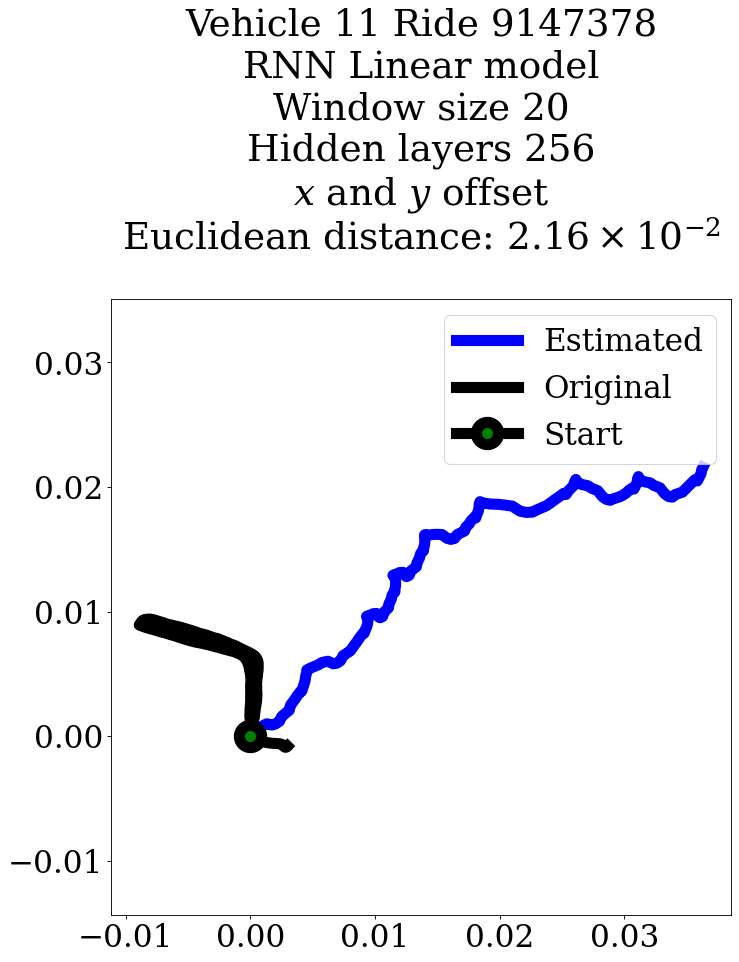 Vehicle 11 Ride 9147378
RNN Linear model
Window size 20
Hidden layers 256
x and y offset
Euclidean distance: 2.16 × 10⁻²
Estimated
Original
Start
0.03
0.02
0.01
0.00
−0.01
−0.01 0.00 0.01 0.02 0.03